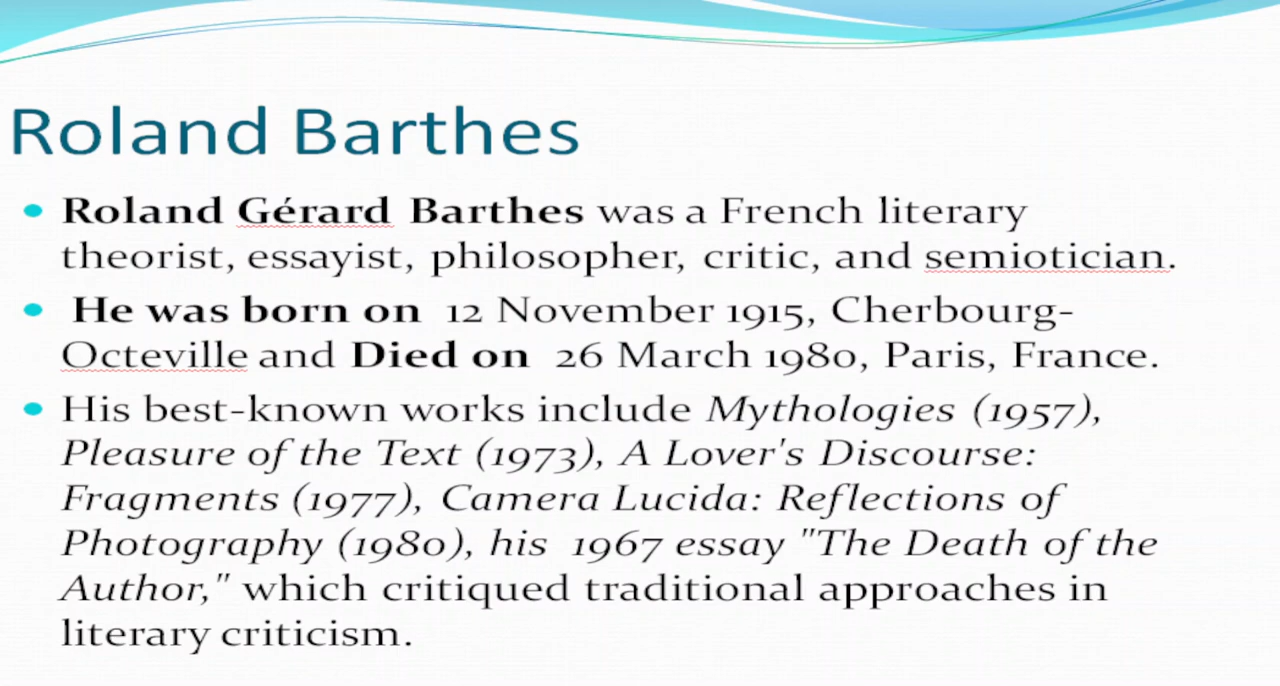 Roland Barthes
Roland Gérard Barthes was a French literary
theorist, essayist, philosopher, critic, and semiotician.
He was born on 12 November 1915, Cherbourg-
Octeville and Died on 26 March 1980, Paris, France.
His best-known works include Mythologies (1957),
Pleasure of the Text (1973), A Lover's Discourse:
Fragments (1977), Camera Lucida: Reflections of
Photography (1980), his 1967 essay "The Death of the
Author," which critiqued traditional approaches in
literary criticism.